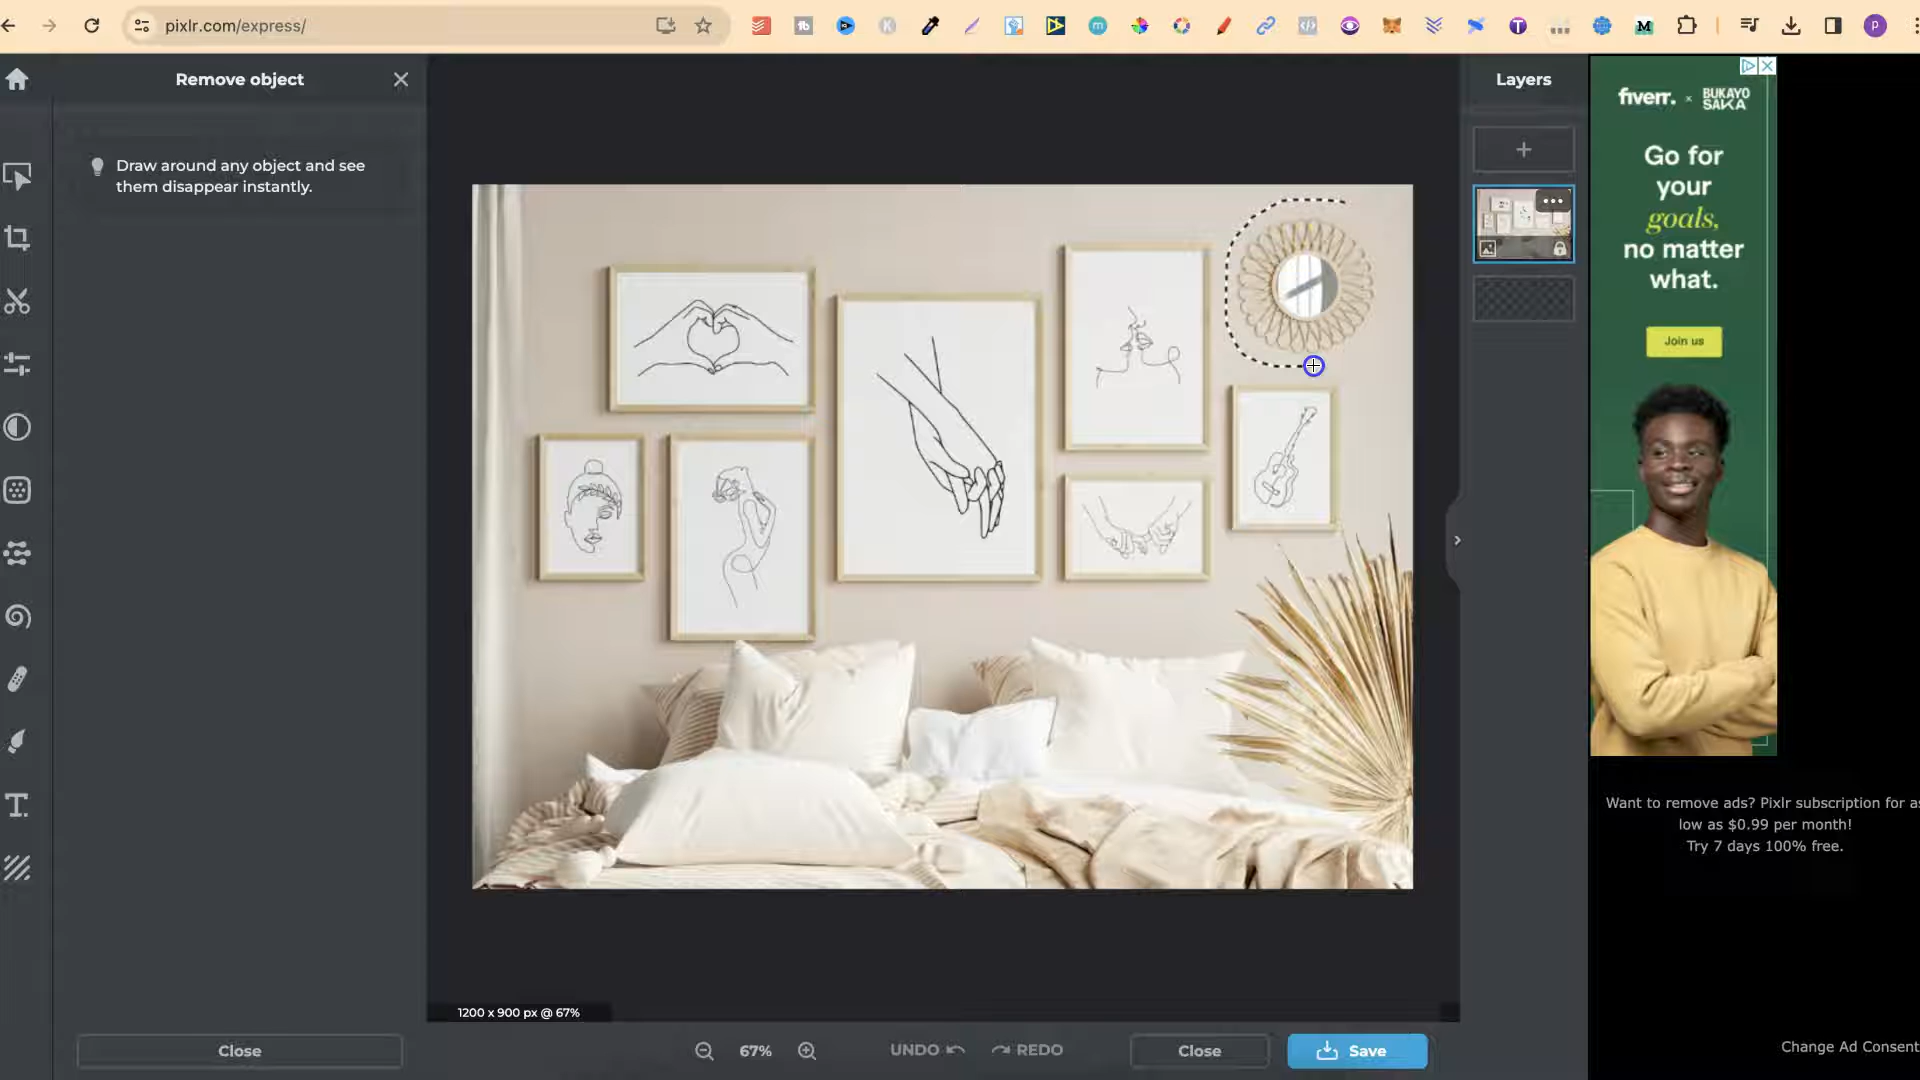 pixlr.com/express/
Remove object
Draw around any object and see
them disappear instantly.
Layers
fiverr. × BUKAYO
SAKA
Go for
your
goals,
no matter
what.
Join us
Want to remove ads? Pixlr subscription for as
low as $0.99 per month!
Try 7 days 100% free.
1200 x 900 px @ 67%
Close
67%
UNDO
REDO
Close
Save
Change Ad Consent